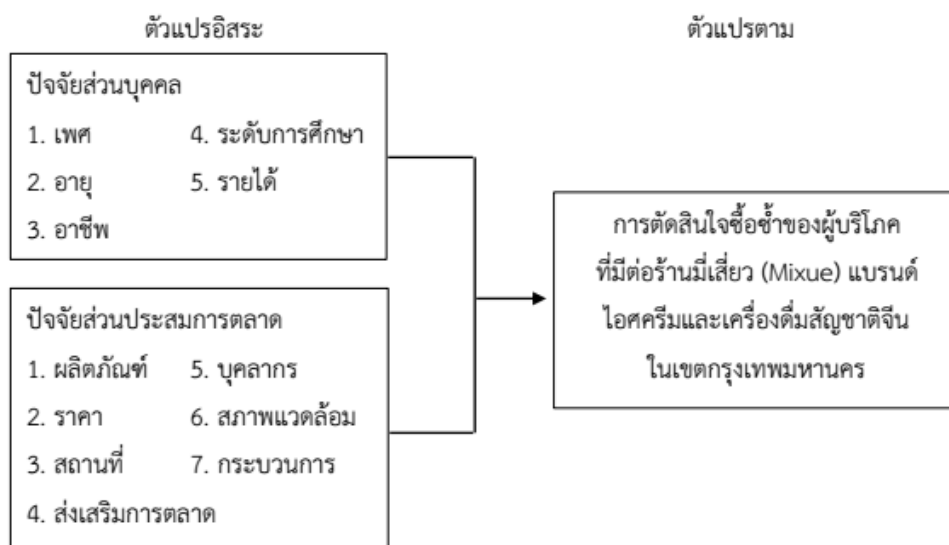 ตัวแปรอิสระ
ตัวแปรตาม
ปัจจัยส่วนบุคคล
1. เพศ 4. ระดับการศึกษา
2. อายุ 5. รายได้
3. อาชีพ
ปัจจัยส่วนประสมการตลาด
1. ผลิตภัณฑ์ 5. บุคลากร
2. ราคา 6. สภาพแวดล้อม
3. สถานที่ 7. กระบวนการ
4. ส่งเสริมการตลาด
การตัดสินใจซื้อซ้ำของผู้บริโภค
ที่มีต่อร้านมี่เสี่ยว (Mixue) แบรนด์
ไอศครีมและเครื่องดื่มสัญชาติจีน
ในเขตกรุงเทพมหานคร